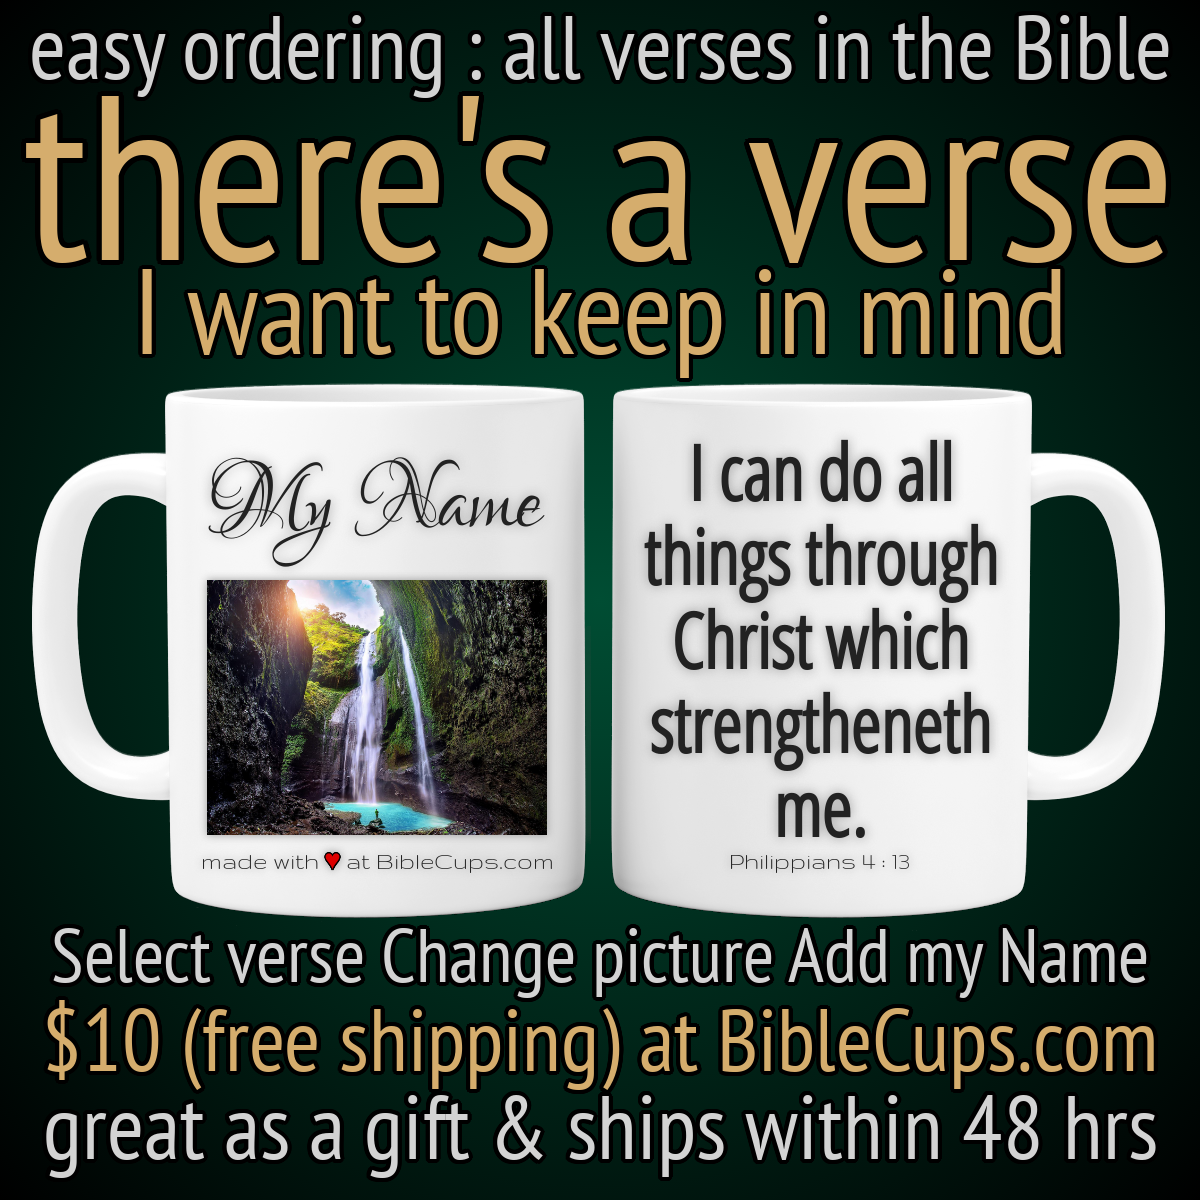 easy ordering : all verses in the Bible
there's a verse
I want to keep in mind
My Name
made with ♥ at BibleCups.com
I can do all
things through
Christ which
strengtheneth
me.
Philippians 4 : 13
Select verse Change picture Add my Name
$10 (free shipping) at BibleCups.com
great as a gift & ships within 48 hrs